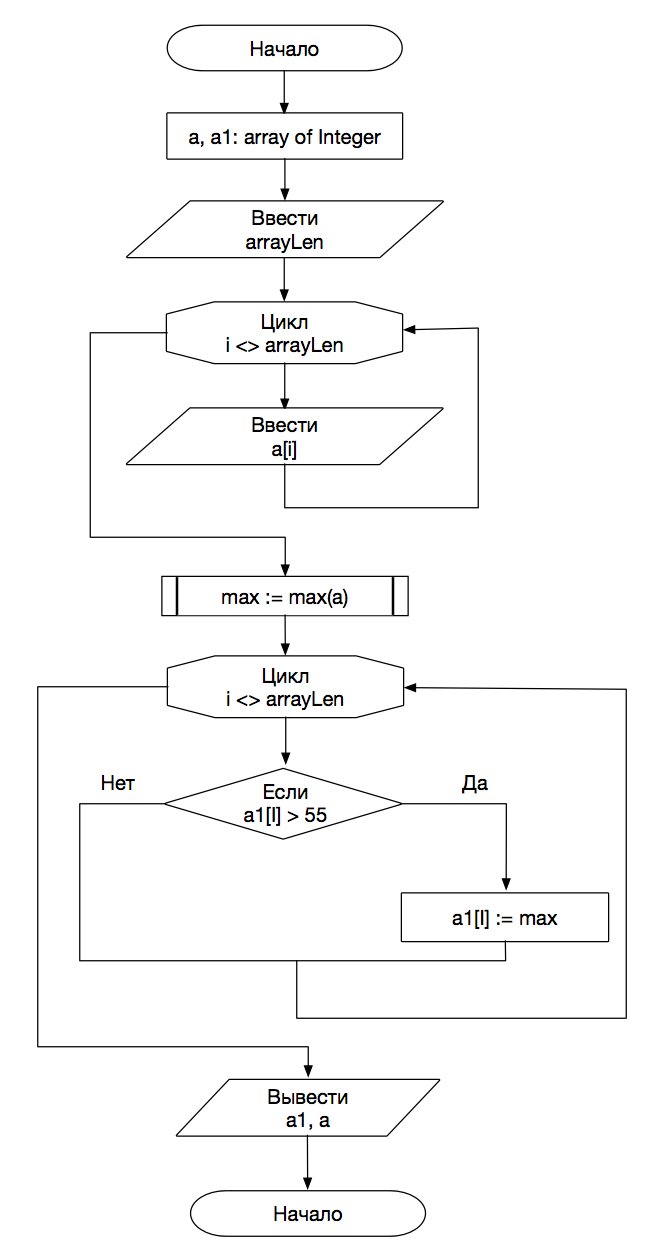 Начало
a, a1: array of Integer
Ввести
arrayLen
Цикл
i <> arrayLen
Ввести
a[i]
max := max(a)
Цикл
i <> arrayLen
Нет
Да
Если
a1[I] > 55
a1[I] := max
Вывести
a1, a
Начало